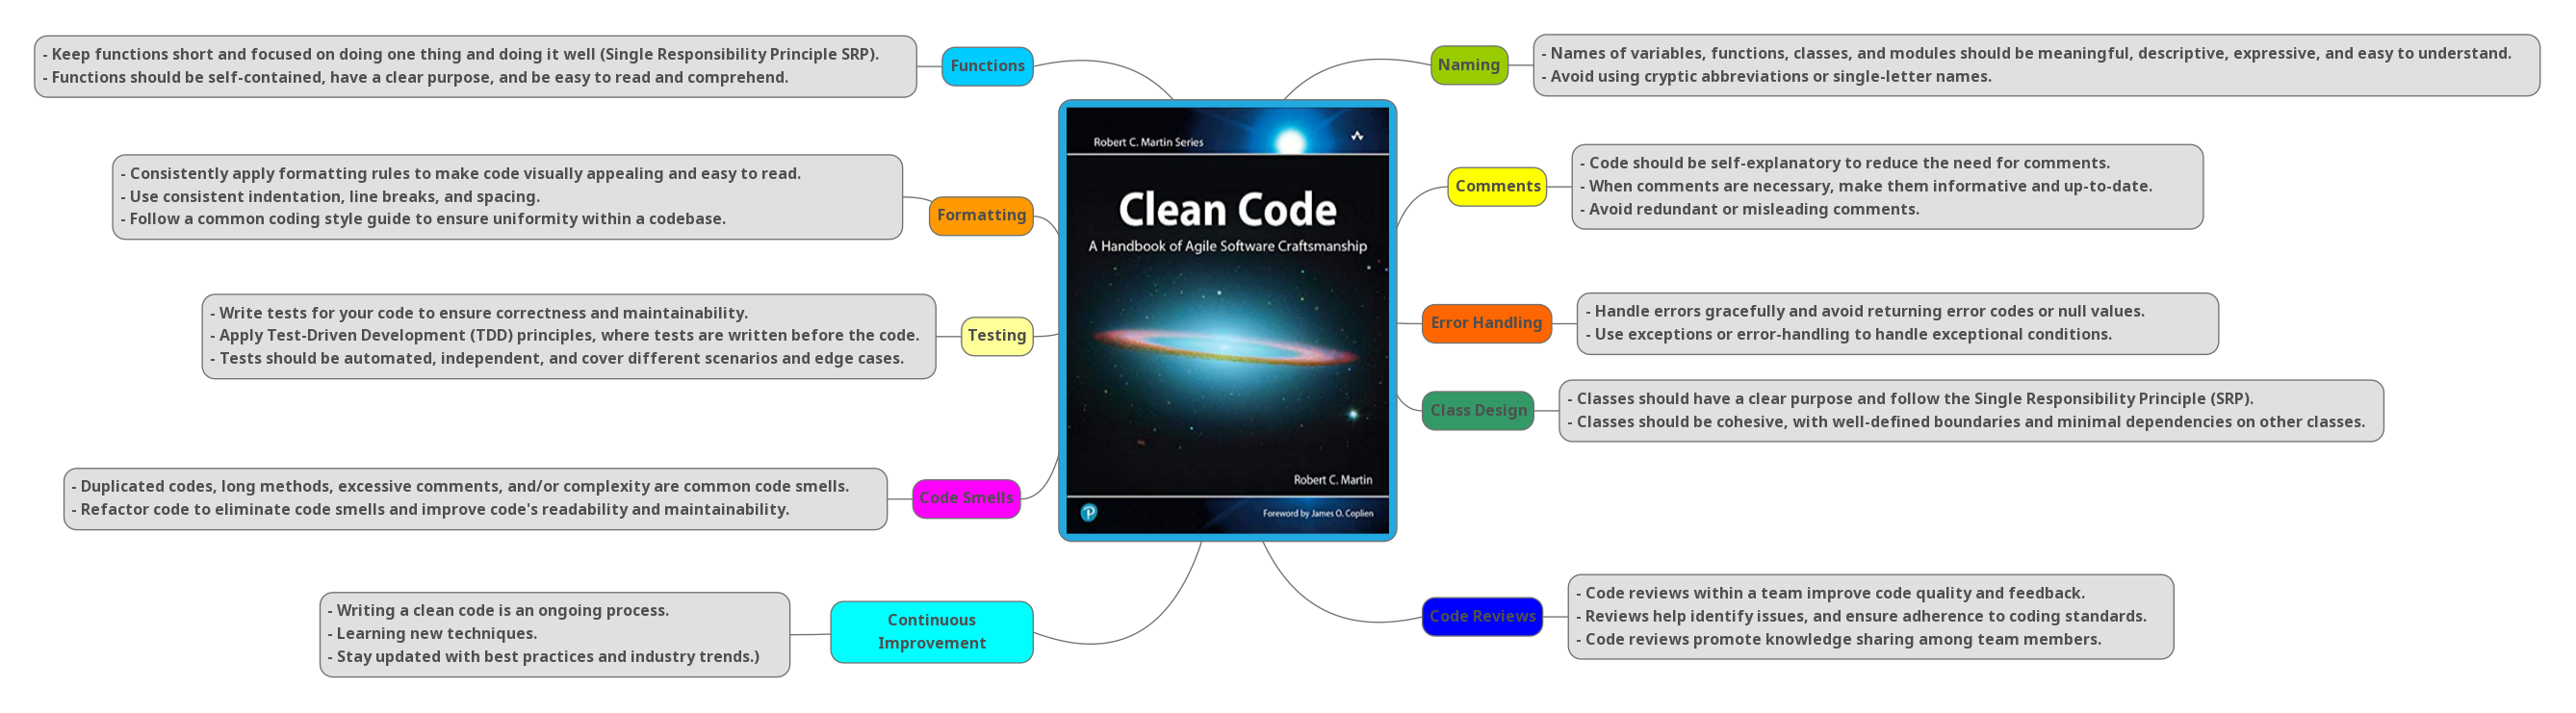 Functions
- Keep functions short and focused on doing one thing and doing it well (Single Responsibility Principle SRP).
- Functions should be self-contained, have a clear purpose, and be easy to read and comprehend.
Formatting
- Consistently apply formatting rules to make code visually appealing and easy to read.
- Use consistent indentation, line breaks, and spacing.
- Follow a common coding style guide to ensure uniformity within a codebase.
Testing
- Write tests for your code to ensure correctness and maintainability.
- Apply Test-Driven Development (TDD) principles, where tests are written before the code.
- Tests should be automated, independent, and cover different scenarios and edge cases.
Code Smells
- Duplicated codes, long methods, excessive comments, and/or complexity are common code smells.
- Refactor code to eliminate code smells and improve code's readability and maintainability.
Continuous
Improvement
- Writing a clean code is an ongoing process.
- Learning new techniques.
- Stay updated with best practices and industry trends.)
Robert C. Martin Series
Clean Code
A Handbook of Agile Software Craftsmanship
Robert C. Martin
P
Foreword by James O. Coplien
Naming
- Names of variables, functions, classes, and modules should be meaningful, descriptive, expressive, and easy to understand.
- Avoid using cryptic abbreviations or single-letter names.
Comments
- Code should be self-explanatory to reduce the need for comments.
- When comments are necessary, make them informative and up-to-date.
- Avoid redundant or misleading comments.
Error Handling
- Handle errors gracefully and avoid returning error codes or null values.
- Use exceptions or error-handling to handle exceptional conditions.
Class Design
- Classes should have a clear purpose and follow the Single Responsibility Principle (SRP).
- Classes should be cohesive, with well-defined boundaries and minimal dependencies on other classes.
Code Reviews
- Code reviews within a team improve code quality and feedback.
- Reviews help identify issues, and ensure adherence to coding standards.
- Code reviews promote knowledge sharing among team members.